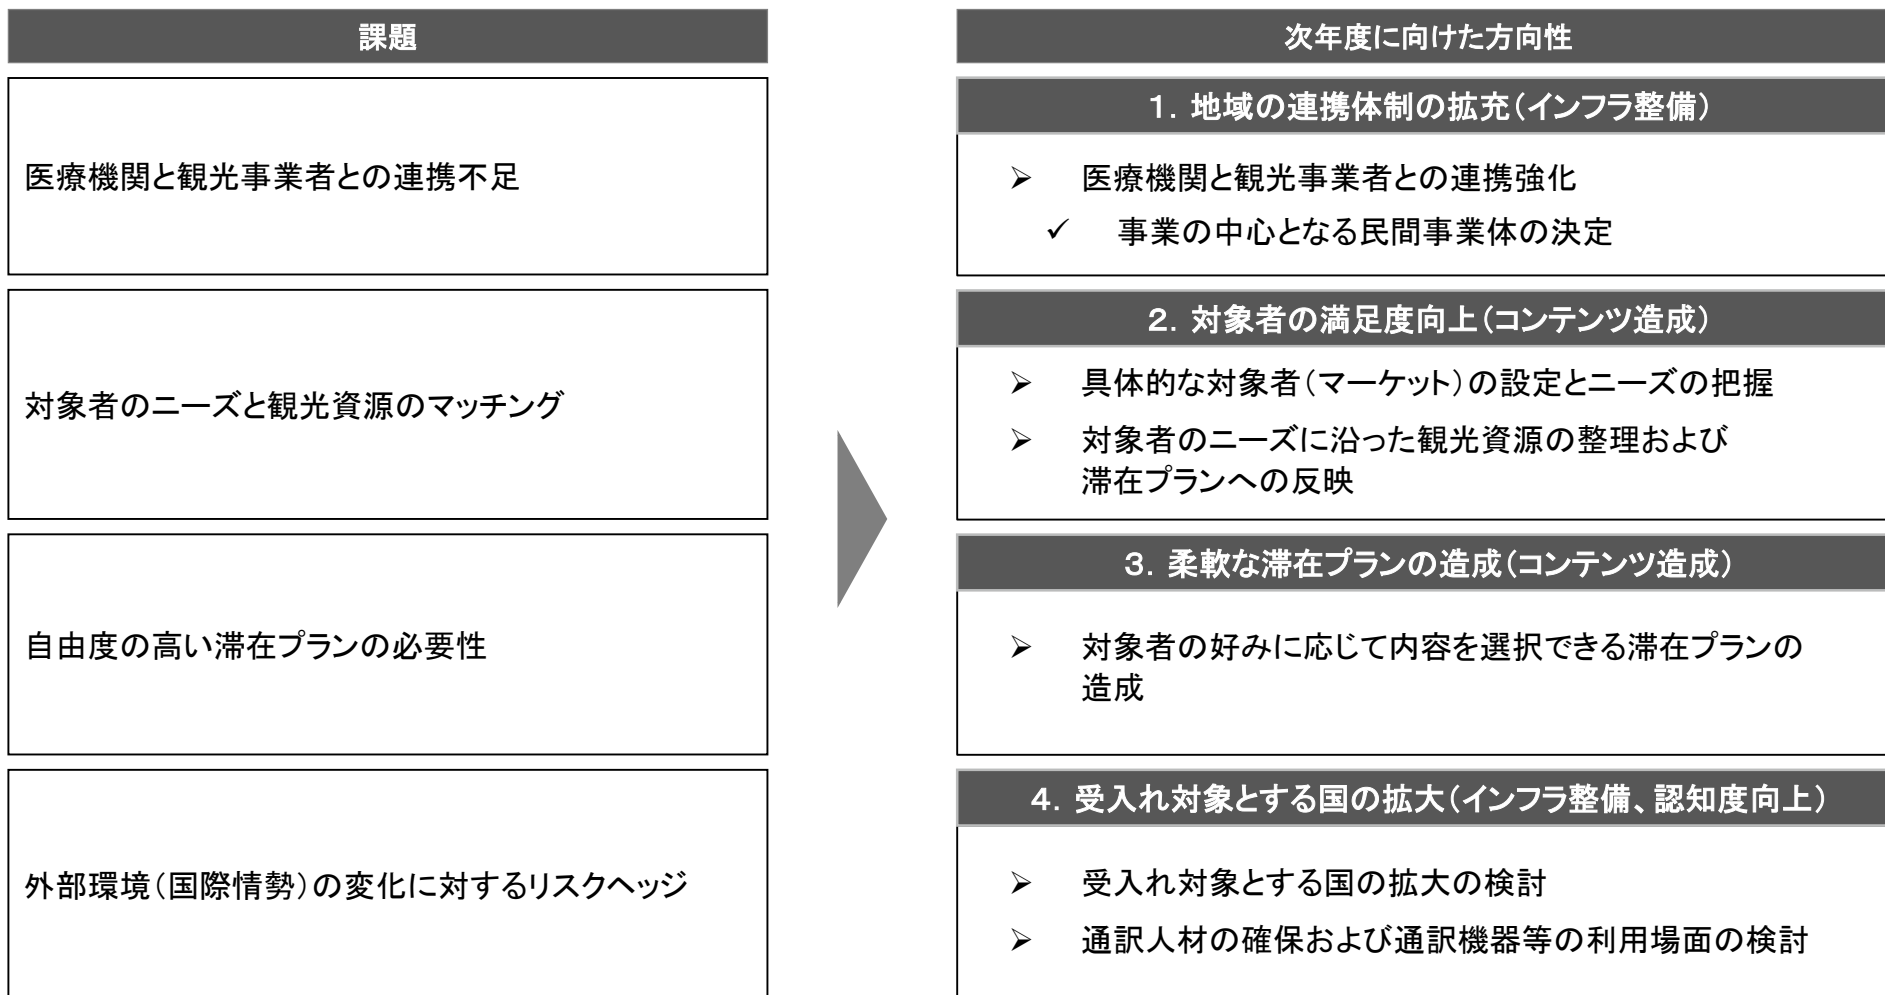 課題
次年度に向けた方向性
医療機関と観光事業者との連携不足
1. 地域の連携体制の拡充(インフラ整備)
➢ 医療機関と観光事業者との連携強化
✓ 事業の中心となる民間事業体の決定
対象者のニーズと観光資源のマッチング
2. 対象者の満足度向上(コンテンツ造成)
➢ 具体的な対象者(マーケット)の設定とニーズの把握
➢ 対象者のニーズに沿った観光資源の整理および
滞在プランへの反映
自由度の高い滞在プランの必要性
3. 柔軟な滞在プランの造成(コンテンツ造成)
➢ 対象者の好みに応じて内容を選択できる滞在プランの
造成
外部環境(国際情勢)の変化に対するリスクヘッジ
4. 受入れ対象とする国の拡大(インフラ整備、認知度向上)
➢ 受入れ対象とする国の拡大の検討
➢ 通訳人材の確保および通訳機器等の利用場面の検討